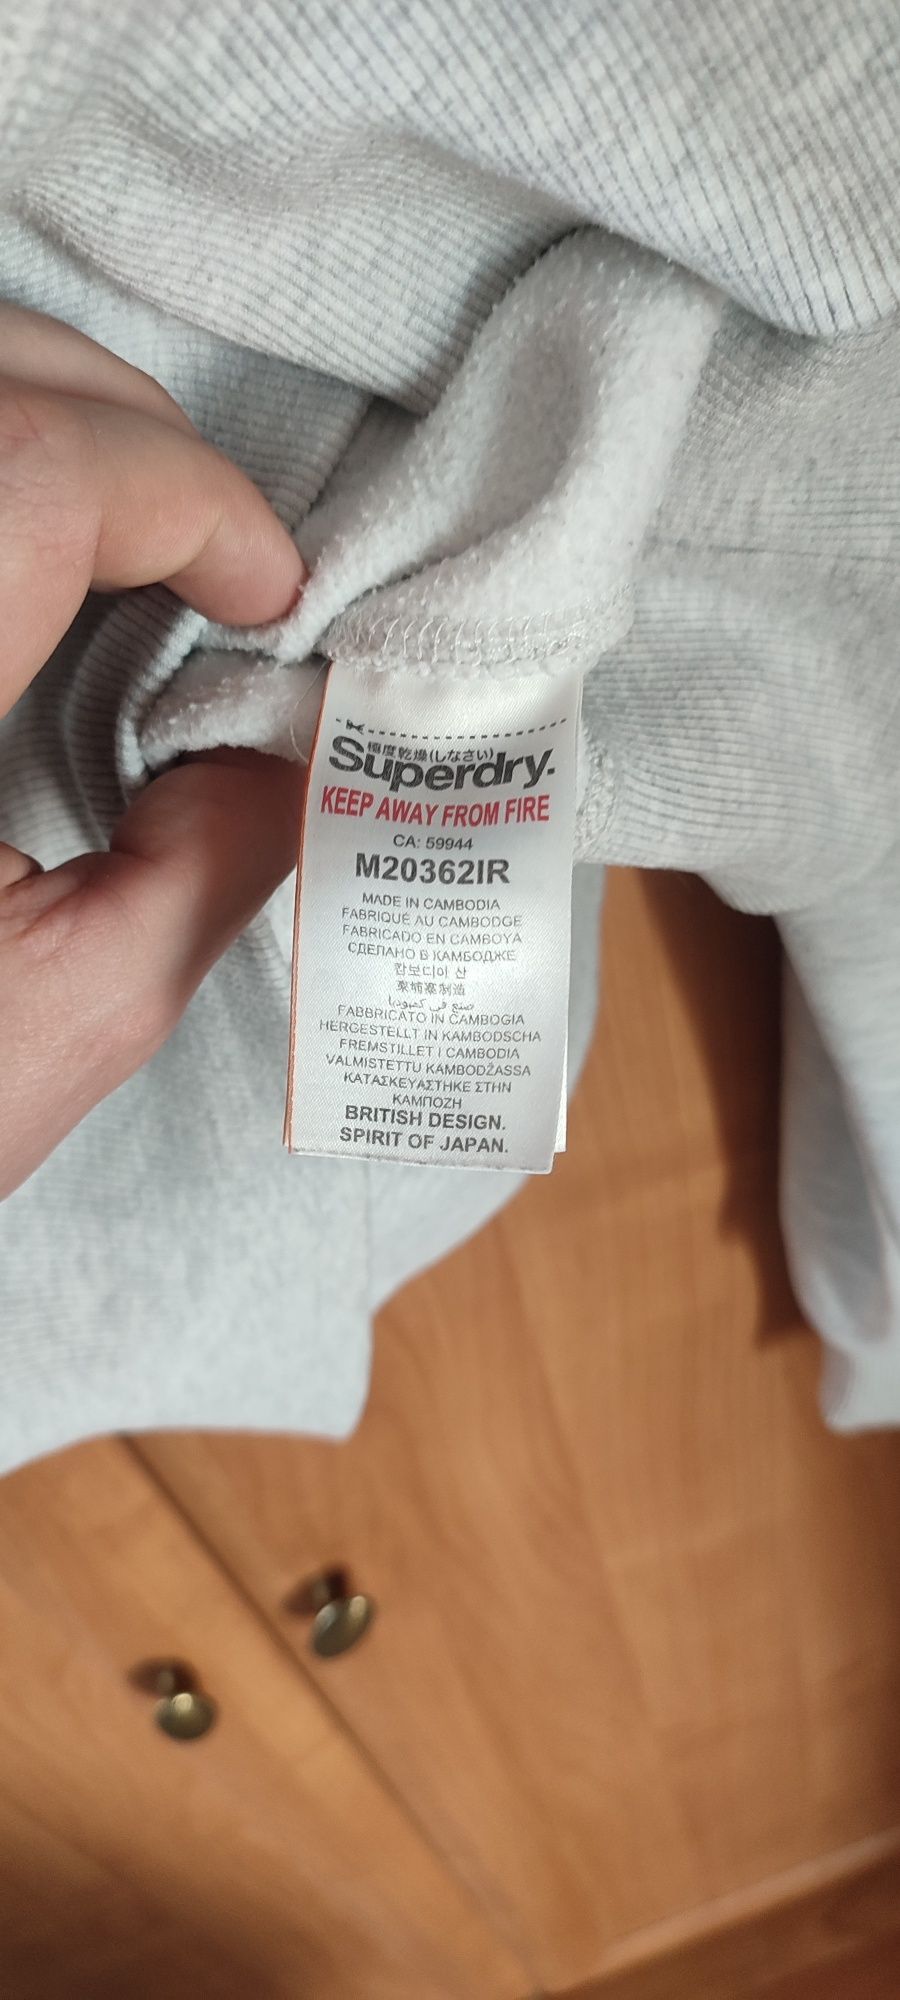 極度乾燥(しなさい)
Superdry.
KEEP AWAY FROM FIRE
CA: 59944
M20362IR
MADE IN CAMBODIA
FABRIQUÉ AU CAMBODGE
FABRICADO EN CAMBOYA
СДЕЛАНО В КАМБОДЖЕ
캄보디아 산
柬埔寨制造
صنع في كمبوديا
FABBRICATO IN CAMBOGIA
HERGESTELLT IN KAMBODSCHA
FREMSTILLET I CAMBODIA
VALMISTETTU KAMBODŽASSA
ΚΑΤΑΣΚΕΥΑΣΤΗΚΕ ΣΤΗΝ
ΚΑΜΠΟΖΗ
BRITISH DESIGN.
SPIRIT OF JAPAN.